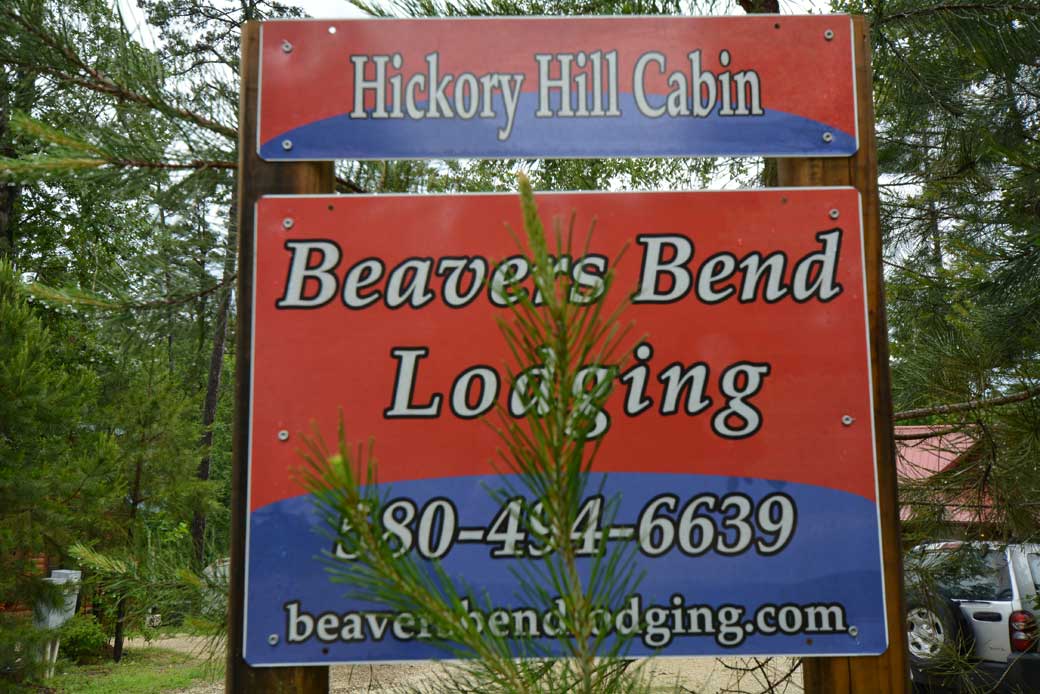 Hickory Hill Cabin
Beavers Bend
Lodging
580-494-6639
beaversbendlodging.com